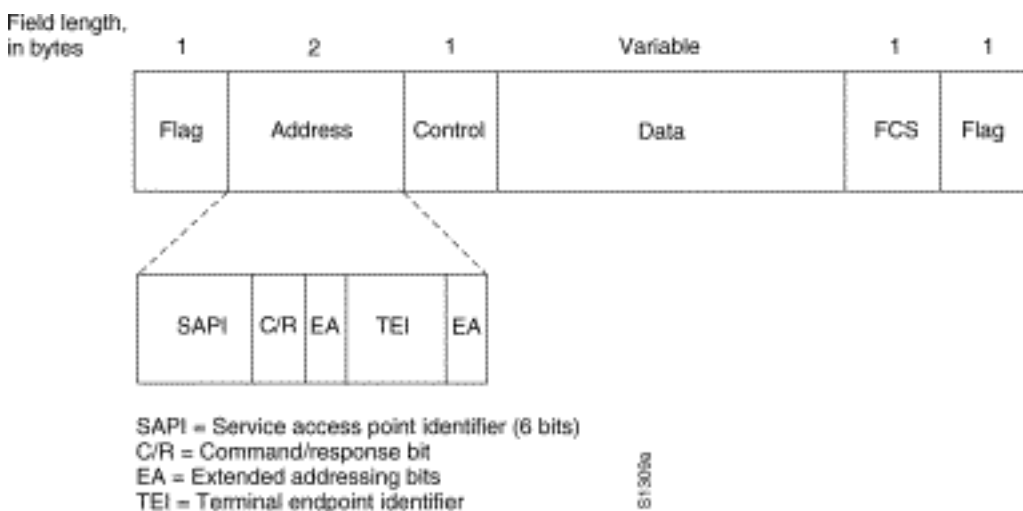 Field length,
in bytes 1 2 1 Variable 1 1
Flag Address Control Data FCS Flag
SAPI C/R EA TEI EA
SAPI = Service access point identifier (6 bits)
C/R = Command/response bit
EA = Extended addressing bits
TEI = Terminal endpoint identifier
S1309a